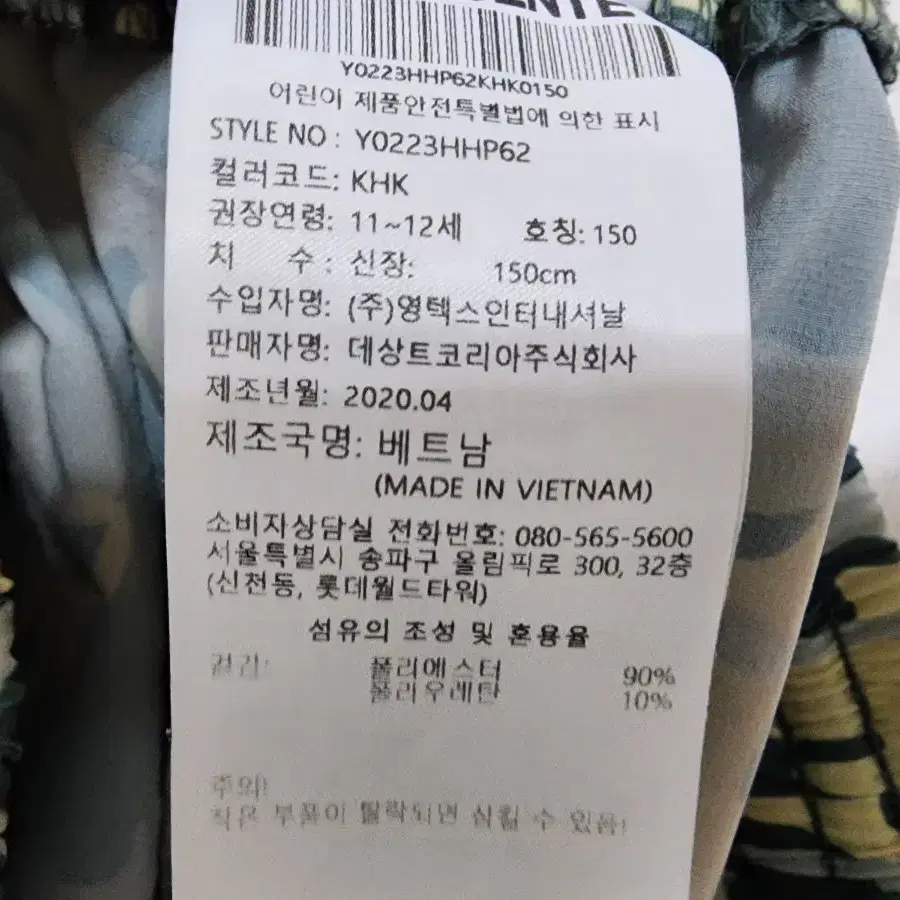 Y0223HHP62KHK0150
어린이 제품안전특별법에 의한 표시
STYLE NO : Y0223HHP62
컬러코드: KHK
권장연령: 11~12세 호칭: 150
치 수 : 신장: 150cm
수입자명: (주)영텍스인터내셔날
판매자명: 데상트코리아주식회사
제조년월: 2020.04
제조국명: 베트남
(MADE IN VIETNAM)
소비자상담실 전화번호: 080-565-5600
서울특별시 송파구 올림픽로 300, 32층
(신천동, 롯데월드타워)
섬유의 조성 및 혼용율
겉감: 폴리에스터 90%
폴리우레탄 10%
주의!
작은 부품이 탈락되면 삼킬 수 있음!